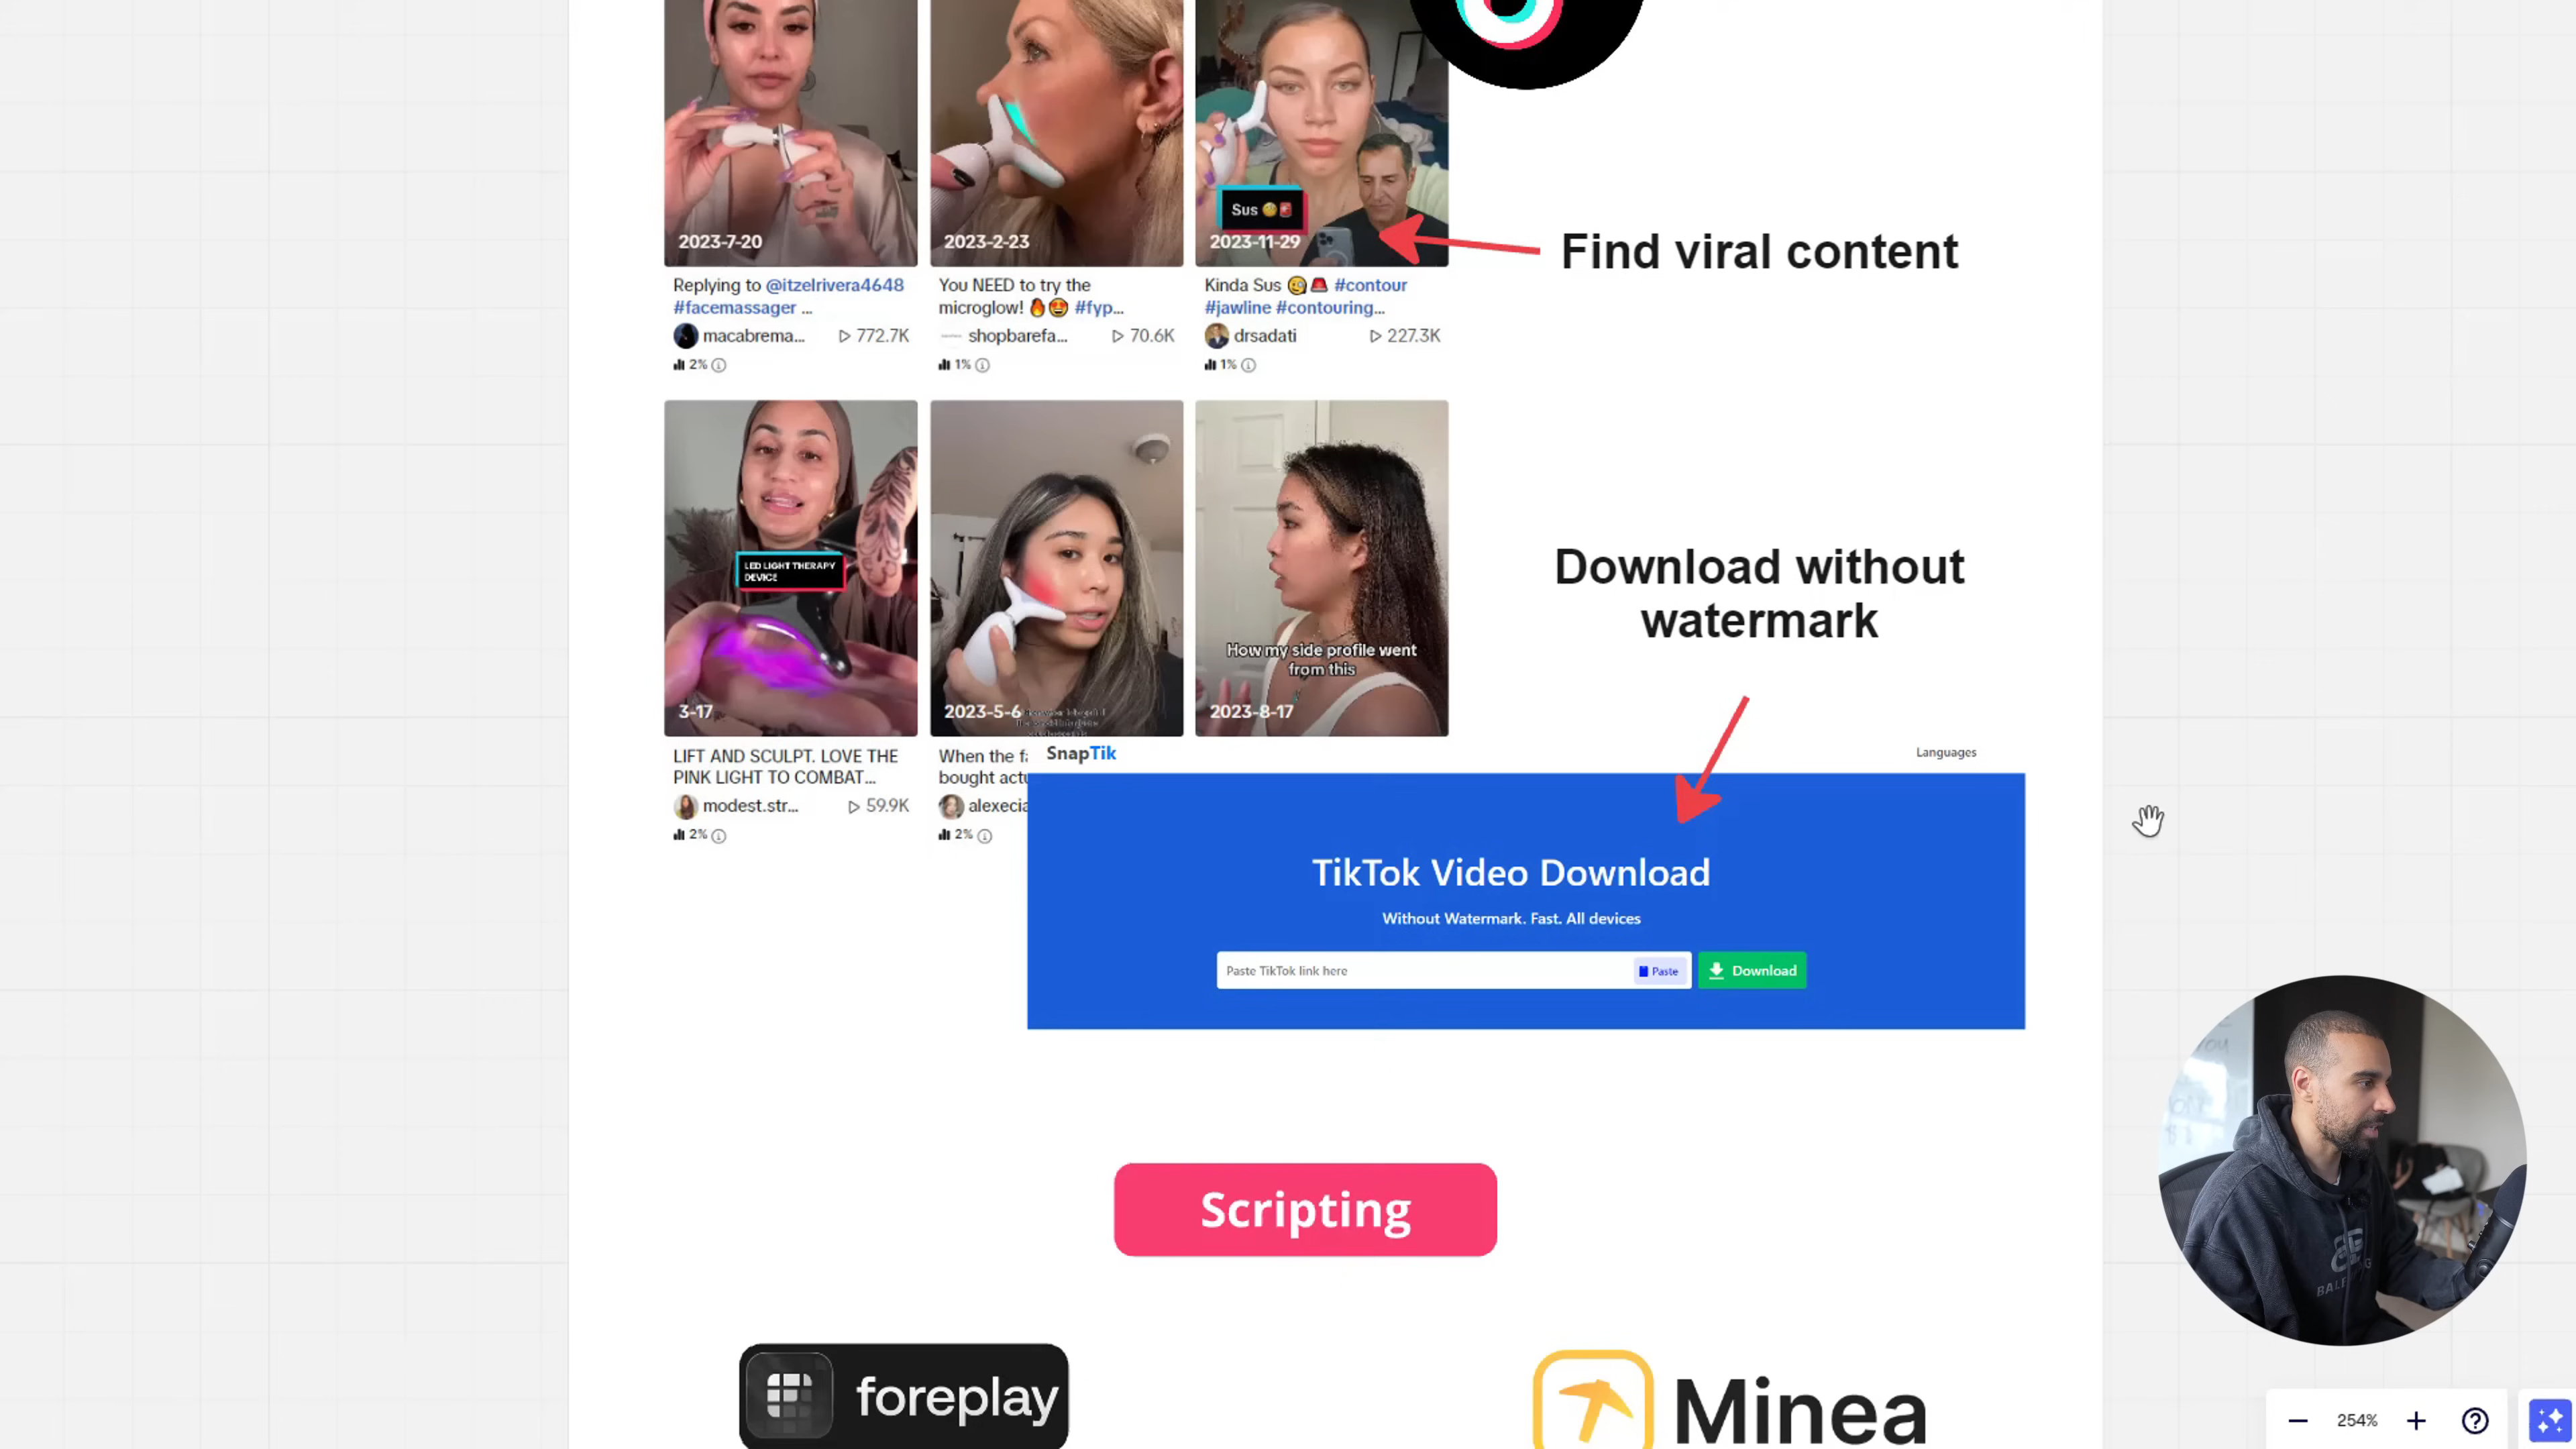 Sus 🧐🚨
2023-7-20
2023-2-23
2023-11-29
Find viral content
Replying to @itzelrivera4648
#facemassager ...
macabrema... 772.7K
2%
You NEED to try the
microglow! 🔥🤩 #fyp...
shopbarefa... 70.6K
1%
Kinda Sus 🧐🚨 #contour
#jawline #contouring...
drsadati 227.3K
1%
LED LIGHT THERAPY
DEVICE
3-17
2023-5-6
How my side profile went
from this
2023-8-17
Download without
watermark
LIFT AND SCULPT. LOVE THE
PINK LIGHT TO COMBAT...
modest.str... 59.9K
2%
When the fa
bought actu
alexecia
2%
SnapTik
Languages
TikTok Video Download
Without Watermark. Fast. All devices
Paste TikTok link here
Paste
Download
Scripting
foreplay
Minea
254%